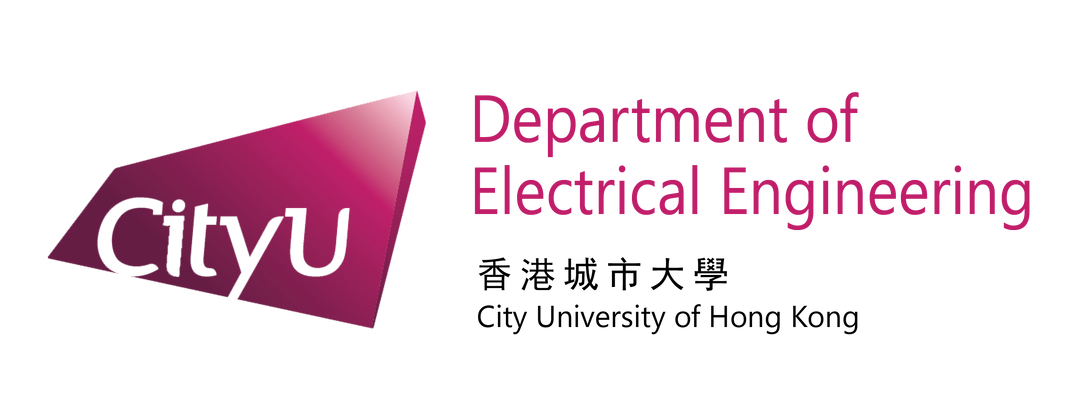 CityU
Department of
Electrical Engineering
香港城市大學
City University of Hong Kong